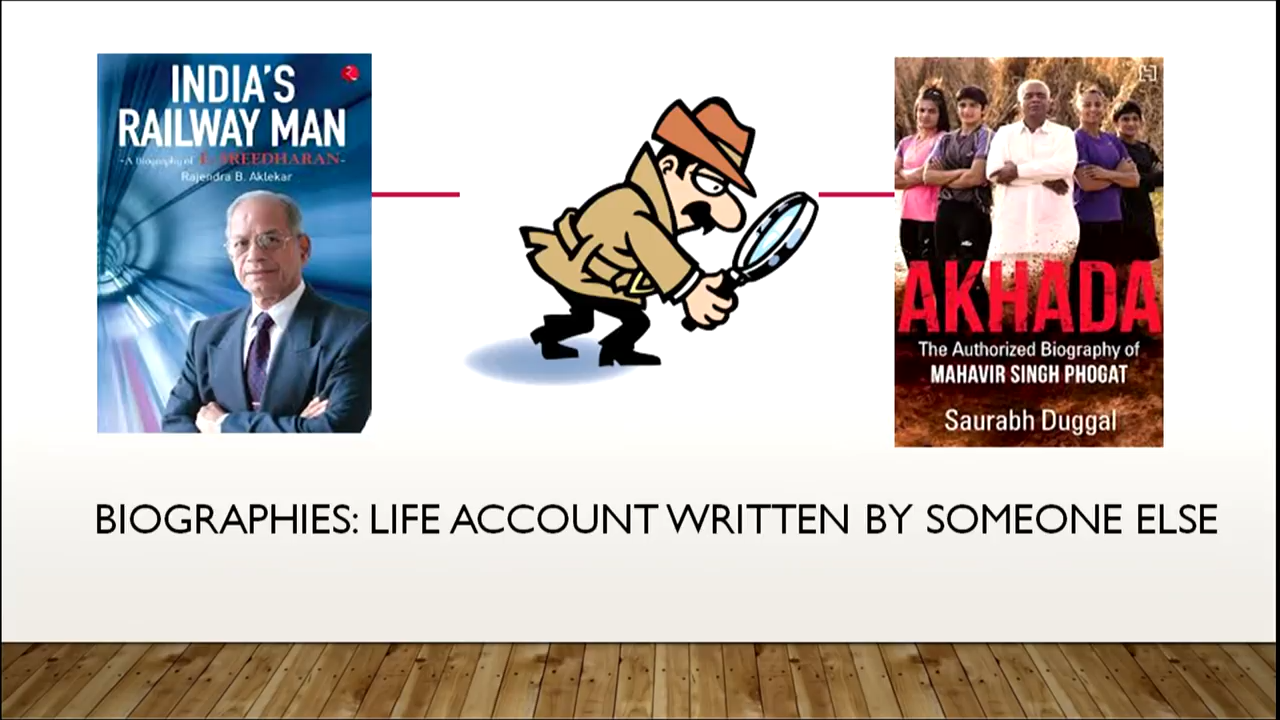 INDIA'S
RAILWAY MAN
-A Biography of E. SREEDHARAN-
Rajendra B. Aklekar
AKHADA
The Authorized Biography of
MAHAVIR SINGH PHOGAT
Saurabh Duggal
BIOGRAPHIES: LIFE ACCOUNT WRITTEN BY SOMEONE ELSE